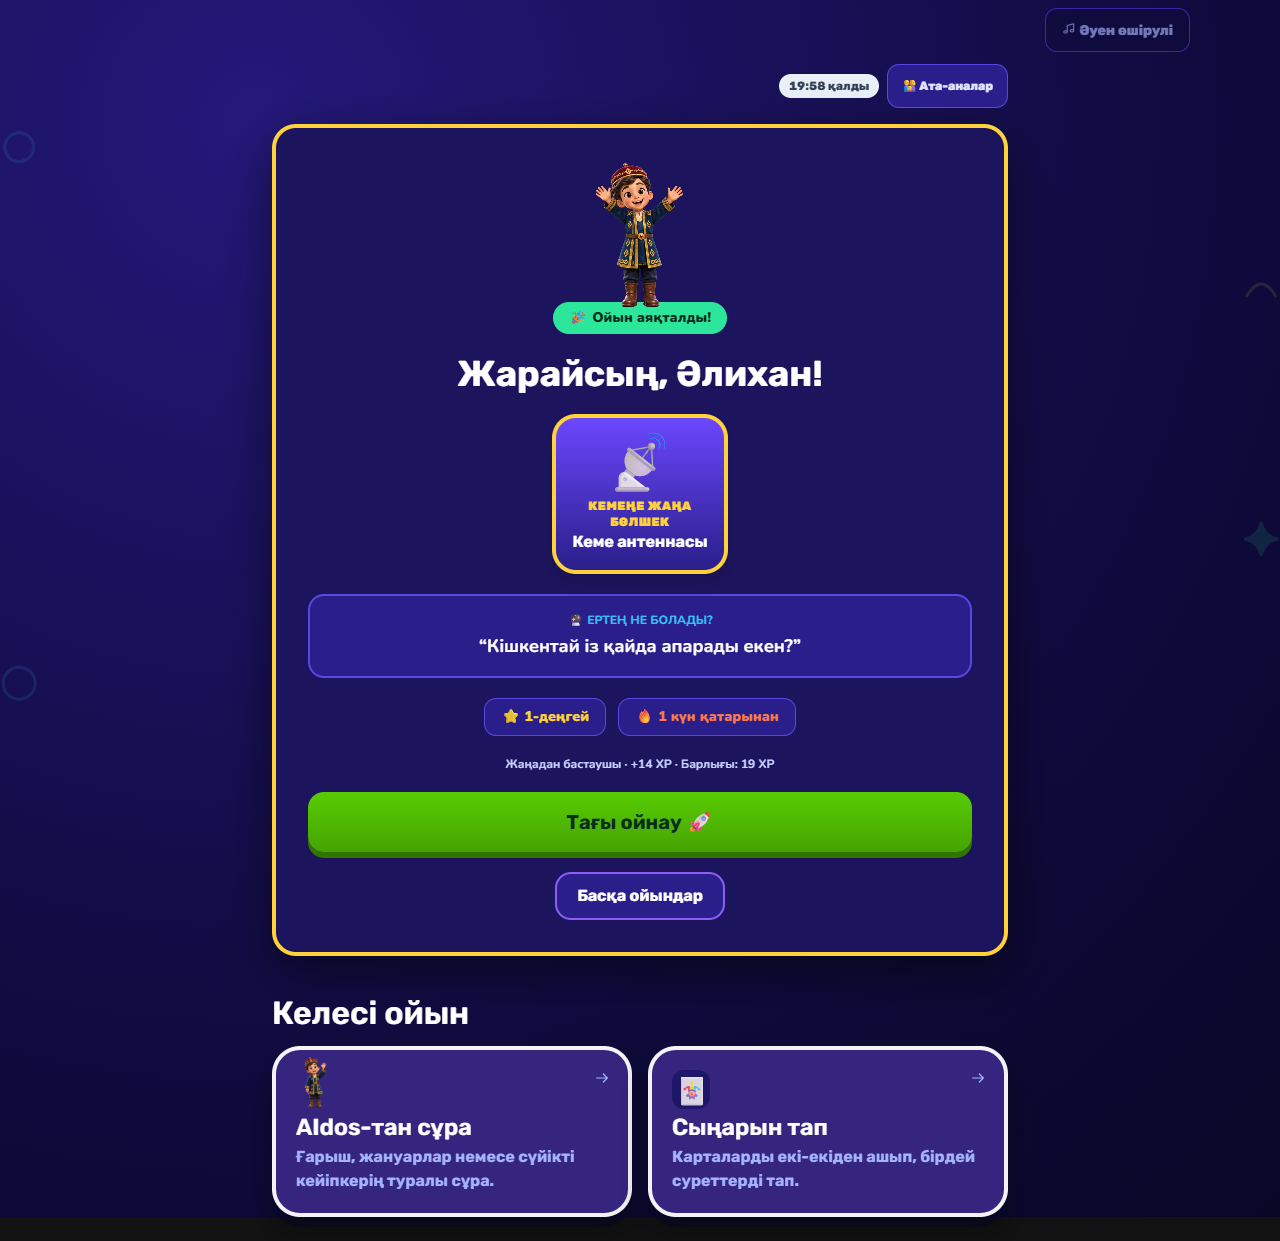 Әуен өшірулі
19:58 қалды
Ата-аналар
Ойын аяқталды!
Жарайсың, Әлихан!
КЕМЕҢЕ ЖАҢА
БӨЛШЕК
Кеме антеннасы
ЕРТЕҢ НЕ БОЛАДЫ?
“Кішкентай із қайда апарады екен?”
1-деңгей
1 күн қатарынан
Жаңадан бастаушы · +14 XP · Барлығы: 19 XP
Тағы ойнау
Басқа ойындар
Келесі ойын
Aldos-тан сұра
Ғарыш, жануарлар немесе сүйікті
кейіпкерің туралы сұра.
Сыңарын тап
Карталарды екі-екіден ашып, бірдей
суреттерді тап.